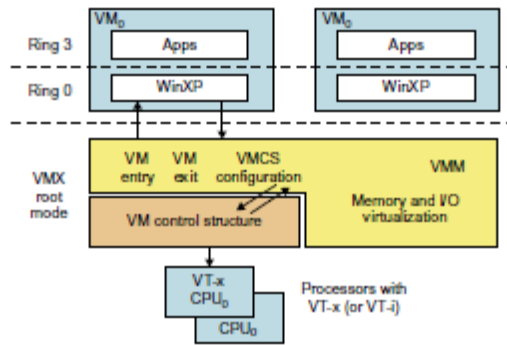 VM0 VM0
Ring 3 Apps Apps
Ring 0 WinXP WinXP
VMX
root
mode
VM
entry
VM
exit
VMCS
configuration
VMM
Memory and I/O
virtualization
VM control structure
VT-x
CPU0
CPU0
Processors with
VT-x (or VT-i)